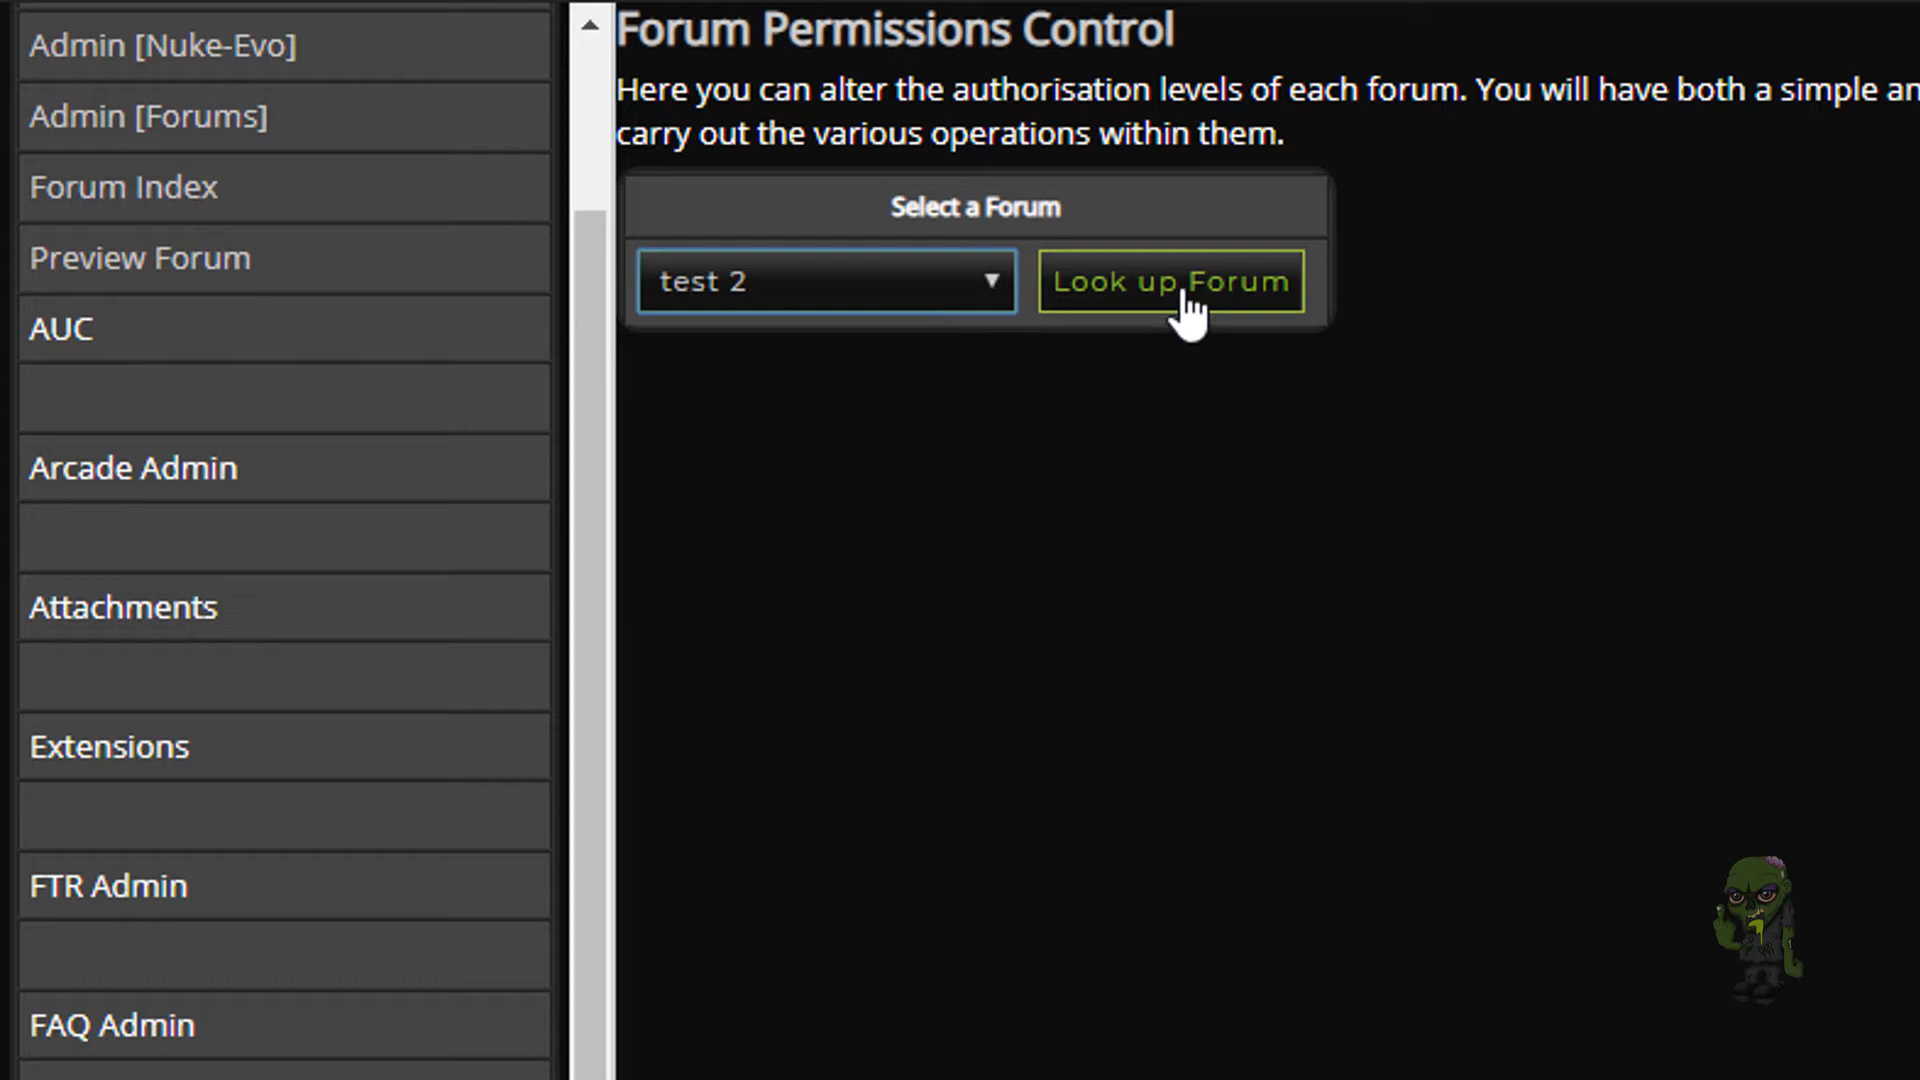 Admin [Nuke-Evo]
Admin [Forums]
Forum Index
Preview Forum
AUC
Arcade Admin
Attachments
Extensions
FTR Admin
FAQ Admin
Forum Permissions Control
Here you can alter the authorisation levels of each forum. You will have both a simple an
carry out the various operations within them.
Select a Forum
test 2
Look up Forum